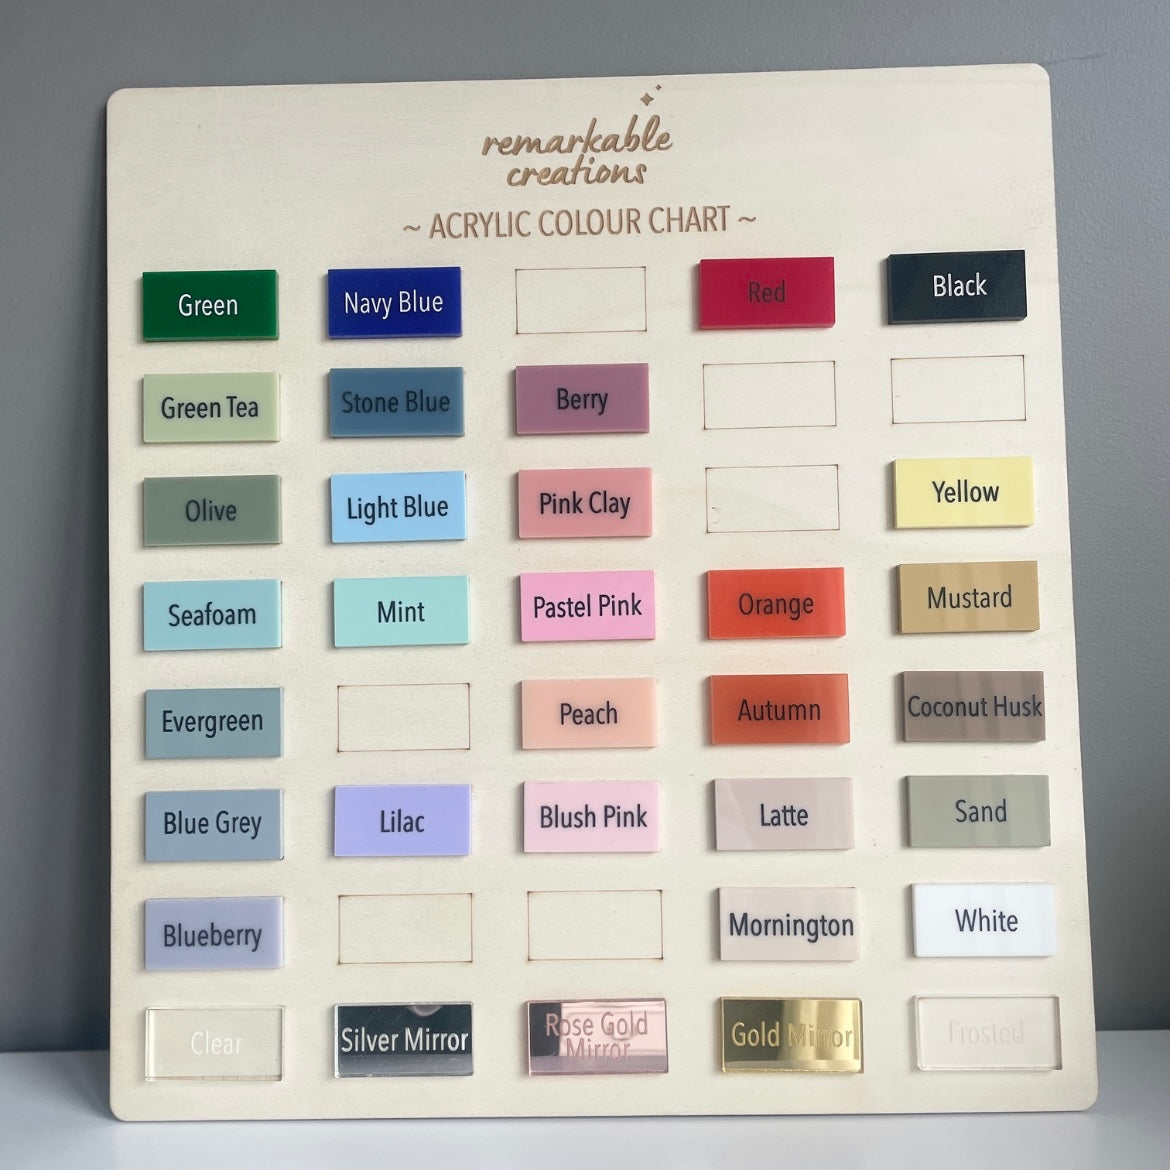 remarkable
creations
~ ACRYLIC COLOUR CHART ~
Green
Navy Blue
Red
Black
Green Tea
Stone Blue
Berry
Olive
Light Blue
Pink Clay
Yellow
Seafoam
Mint
Pastel Pink
Orange
Mustard
Evergreen
Peach
Autumn
Coconut Husk
Blue Grey
Lilac
Blush Pink
Latte
Sand
Blueberry
Mornington
White
Clear
Silver Mirror
Rose Gold
Mirror
Gold Mirror
Frosted